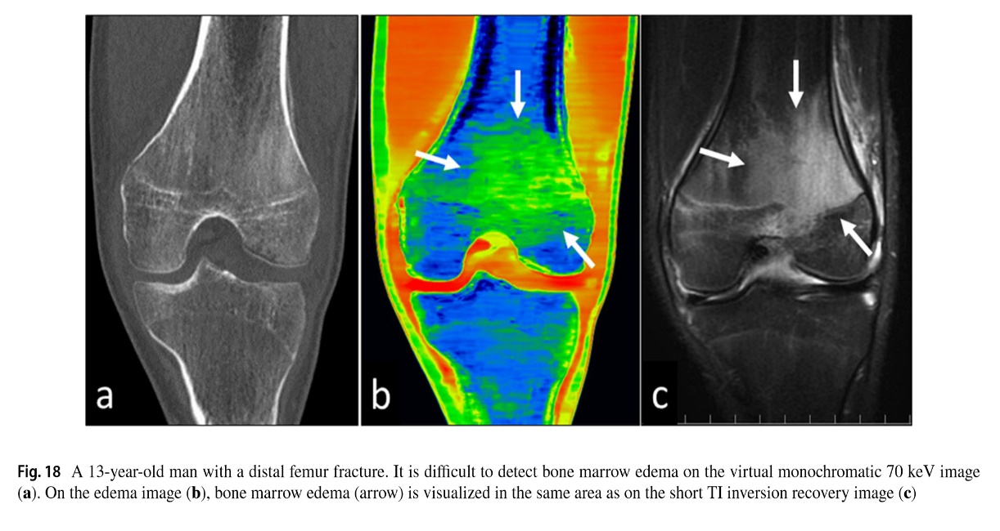 a
b
c
Fig. 18 A 13-year-old man with a distal femur fracture. It is difficult to detect bone marrow edema on the virtual monochromatic 70 keV image
(a). On the edema image (b), bone marrow edema (arrow) is visualized in the same area as on the short TI inversion recovery image (c)